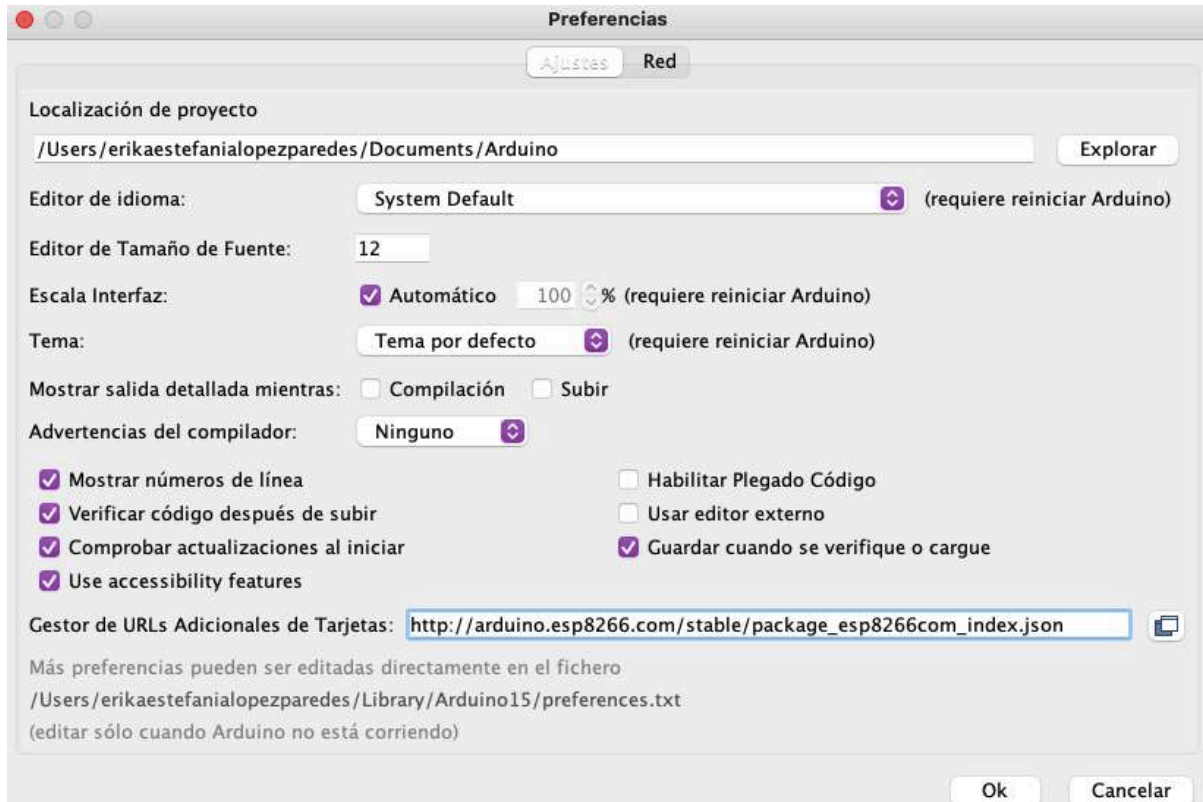 Preferencias
Ajustes Red
Localización de proyecto
/Users/erikaestefanialopezparedes/Documents/Arduino Explorar
Editor de idioma: System Default (requiere reiniciar Arduino)
Editor de Tamaño de Fuente: 12
Escala Interfaz: Automático 100 % (requiere reiniciar Arduino)
Tema: Tema por defecto (requiere reiniciar Arduino)
Mostrar salida detallada mientras: Compilación Subir
Advertencias del compilador: Ninguno
Mostrar números de línea Habilitar Plegado Código
Verificar código después de subir Usar editor externo
Comprobar actualizaciones al iniciar Guardar cuando se verifique o cargue
Use accessibility features
Gestor de URLs Adicionales de Tarjetas: http://arduino.esp8266.com/stable/package_esp8266com_index.json
Más preferencias pueden ser editadas directamente en el fichero
/Users/erikaestefanialopezparedes/Library/Arduino15/preferences.txt
(editar sólo cuando Arduino no está corriendo)
Ok Cancelar